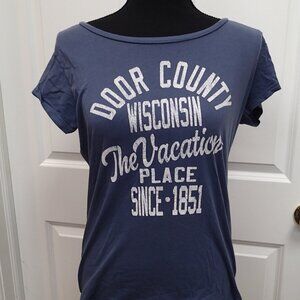 DOOR COUNTY
WISCONSIN
The Vacation
PLACE
SINCE • 1851